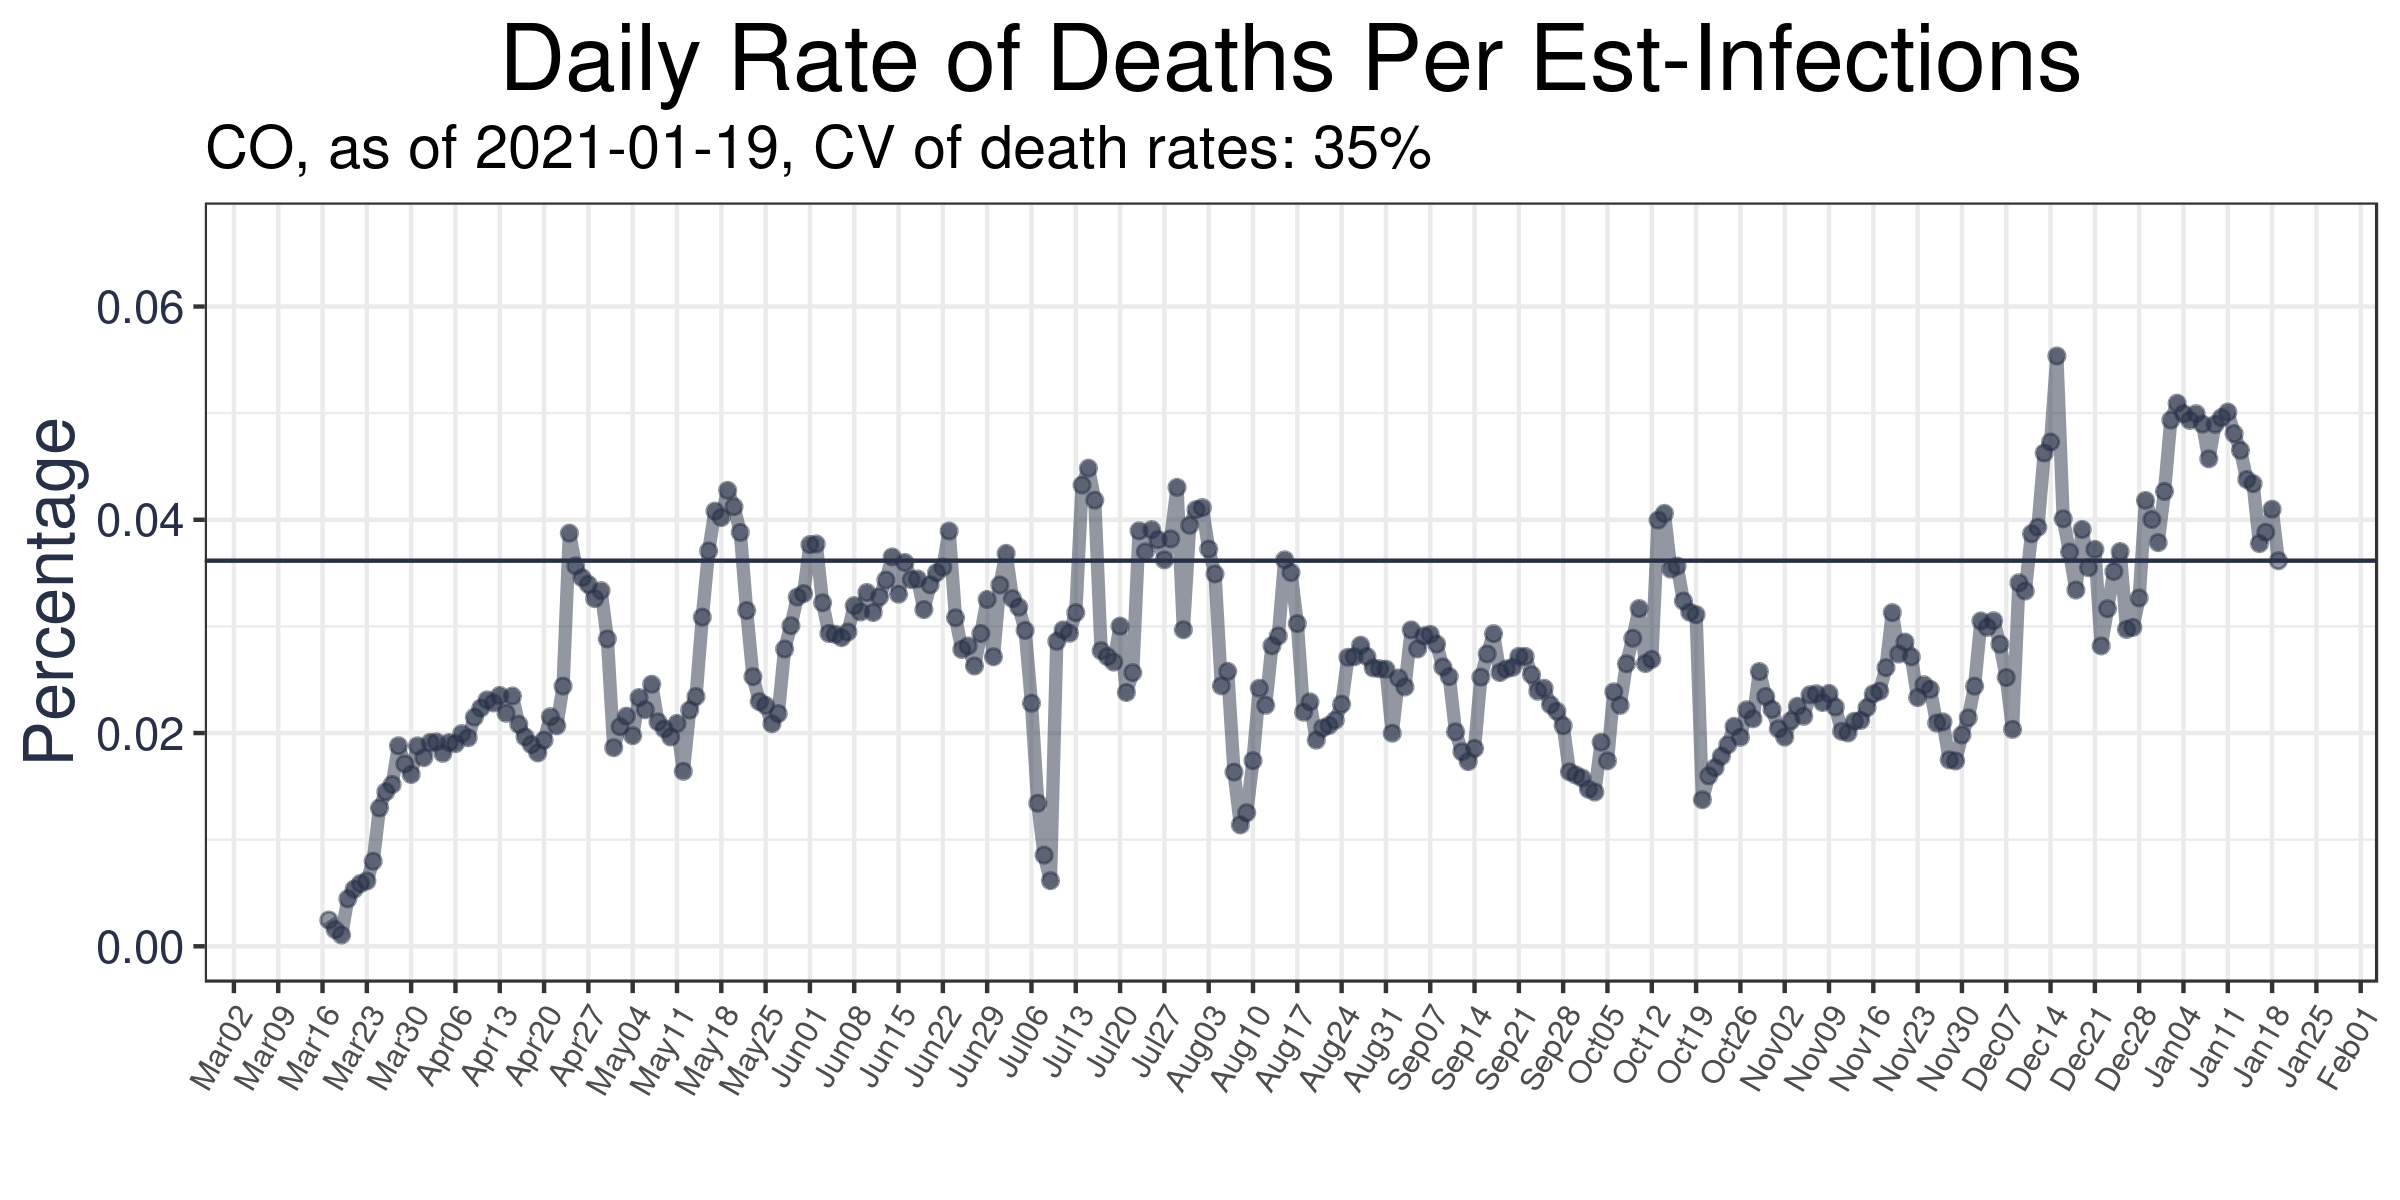 Daily Rate of Deaths Per Est-Infections
CO, as of 2021-01-19, CV of death rates: 35%
Percentage
0.06
0.04
0.02
0.00
Mar02
Mar09
Mar16
Mar23
Mar30
Apr06
Apr13
Apr20
Apr27
May04
May11
May18
May25
Jun01
Jun08
Jun15
Jun22
Jun29
Jul06
Jul13
Jul20
Jul27
Aug03
Aug10
Aug17
Aug24
Aug31
Sep07
Sep14
Sep21
Sep28
Oct05
Oct12
Oct19
Oct26
Nov02
Nov09
Nov16
Nov23
Nov30
Dec07
Dec14
Dec21
Dec28
Jan04
Jan11
Jan18
Jan25
Feb01